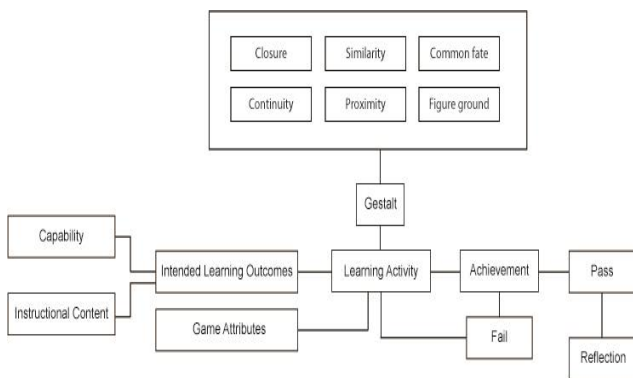 Closure
Similarity
Common fate
Continuity
Proximity
Figure ground
Gestalt
Capability
Intended Learning Outcomes
Learning Activity
Achievement
Pass
Instructional Content
Game Attributes
Fail
Reflection